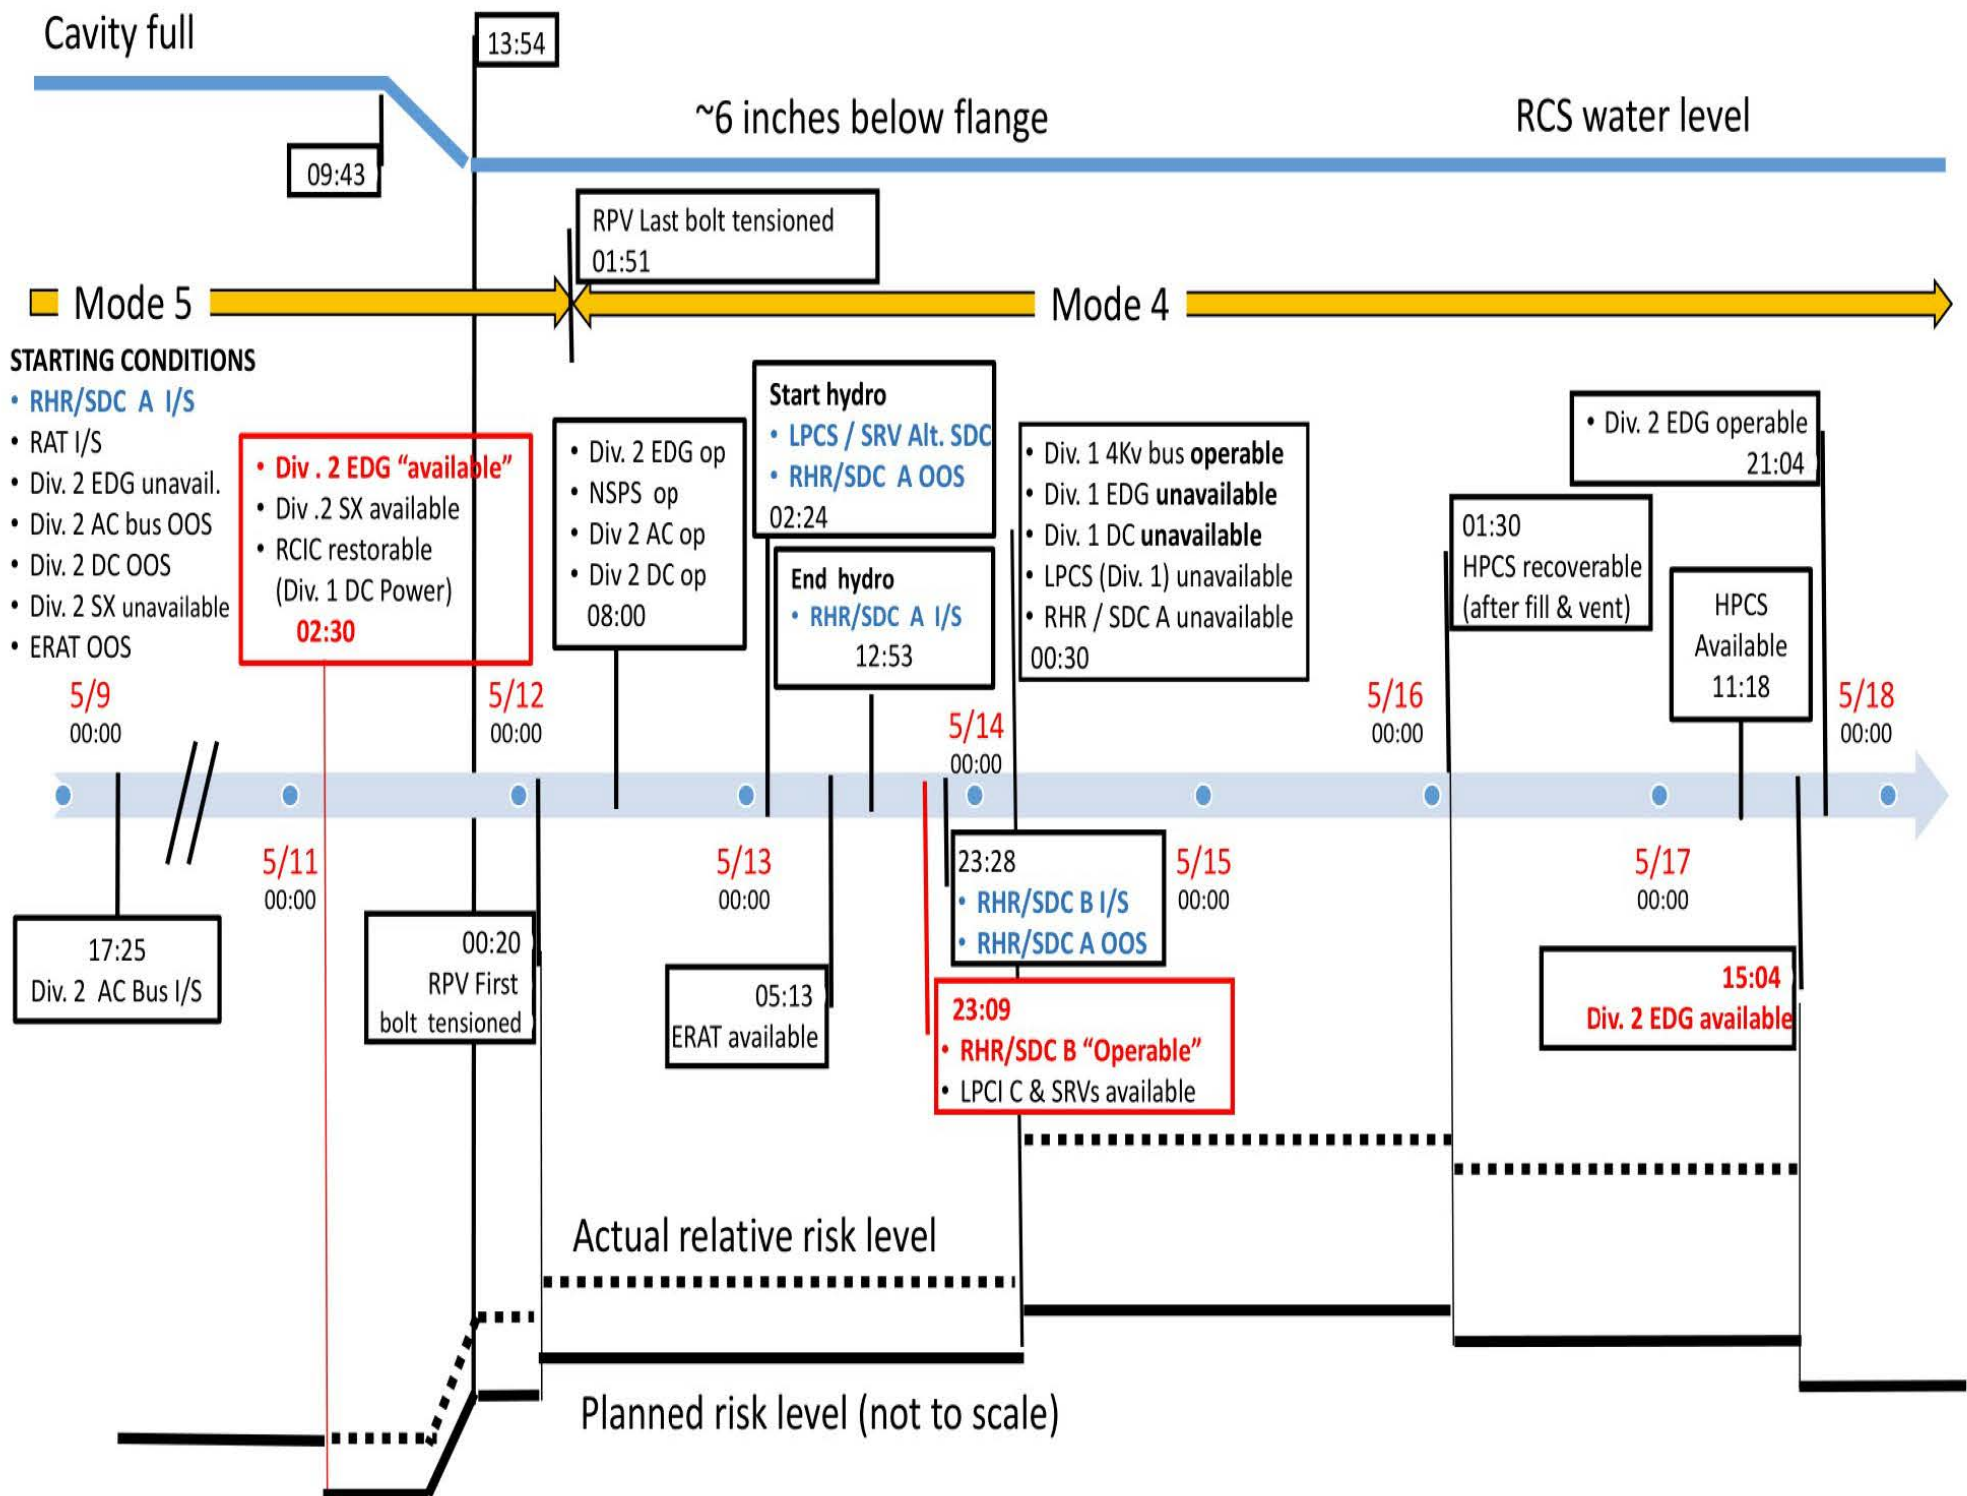 Cavity full
13:54
~6 inches below flange
RCS water level
09:43
RPV Last bolt tensioned
01:51
Mode 5
Mode 4
STARTING CONDITIONS
• RHR/SDC A I/S
• RAT I/S
• Div. 2 EDG unavail.
• Div. 2 AC bus OOS
• Div. 2 DC OOS
• Div. 2 SX unavailable
• ERAT OOS
• Div . 2 EDG “available”
• Div .2 SX available
• RCIC restorable
(Div. 1 DC Power)
02:30
• Div. 2 EDG op
• NSPS op
• Div 2 AC op
• Div 2 DC op
08:00
Start hydro
• LPCS / SRV Alt. SDC
• RHR/SDC A OOS
02:24
End hydro
• RHR/SDC A I/S
12:53
• Div. 1 4Kv bus operable
• Div. 1 EDG unavailable
• Div. 1 DC unavailable
• LPCS (Div. 1) unavailable
• RHR / SDC A unavailable
00:30
• Div. 2 EDG operable
21:04
01:30
HPCS recoverable
(after fill & vent)
HPCS
Available
11:18
5/9
00:00
5/12
00:00
5/14
00:00
5/16
00:00
5/18
00:00
5/11
00:00
5/13
00:00
5/15
00:00
5/17
00:00
17:25
Div. 2 AC Bus I/S
00:20
RPV First
bolt tensioned
05:13
ERAT available
23:28
• RHR/SDC B I/S
• RHR/SDC A OOS
23:09
• RHR/SDC B “Operable”
• LPCI C & SRVs available
15:04
Div. 2 EDG available
Actual relative risk level
Planned risk level (not to scale)